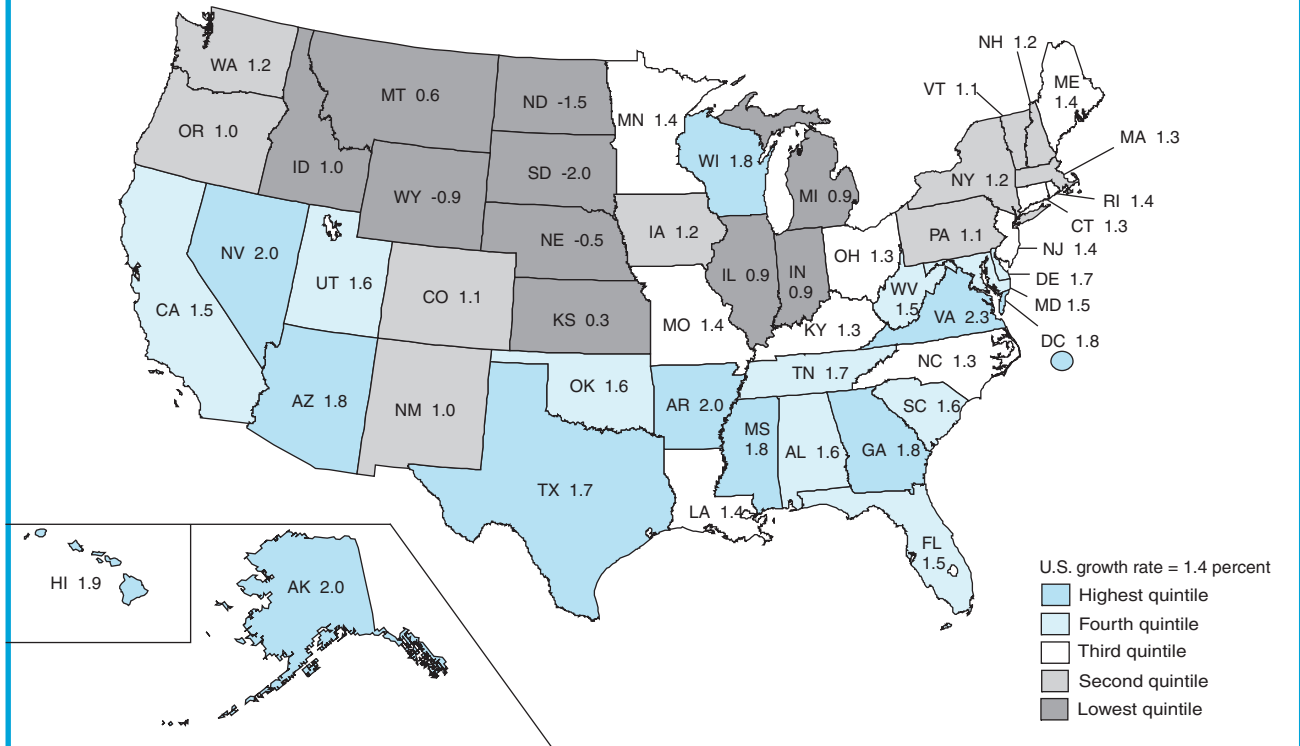 NH 1.2
WA 1.2
VT 1.1
ME
1.4
MT 0.6
ND -1.5
MN 1.4
OR 1.0
MA 1.3
WI 1.8
ID 1.0
SD -2.0
NY 1.2
WY -0.9
MI 0.9
RI 1.4
CT 1.3
IA 1.2
PA 1.1
NE -0.5
NJ 1.4
NV 2.0
OH 1.3
UT 1.6
IL 0.9
IN
0.9
DE 1.7
WV
1.5
CO 1.1
MD 1.5
CA 1.5
VA 2.3
KS 0.3
MO 1.4
KY 1.3
DC 1.8
NC 1.3
TN 1.7
OK 1.6
AZ 1.8
AR 2.0
SC 1.6
NM 1.0
MS
1.8
AL 1.6
GA 1.8
TX 1.7
LA 1.4
FL
1.5
HI 1.9
AK 2.0
U.S. growth rate = 1.4 percent
Highest quintile
Fourth quintile
Third quintile
Second quintile
Lowest quintile